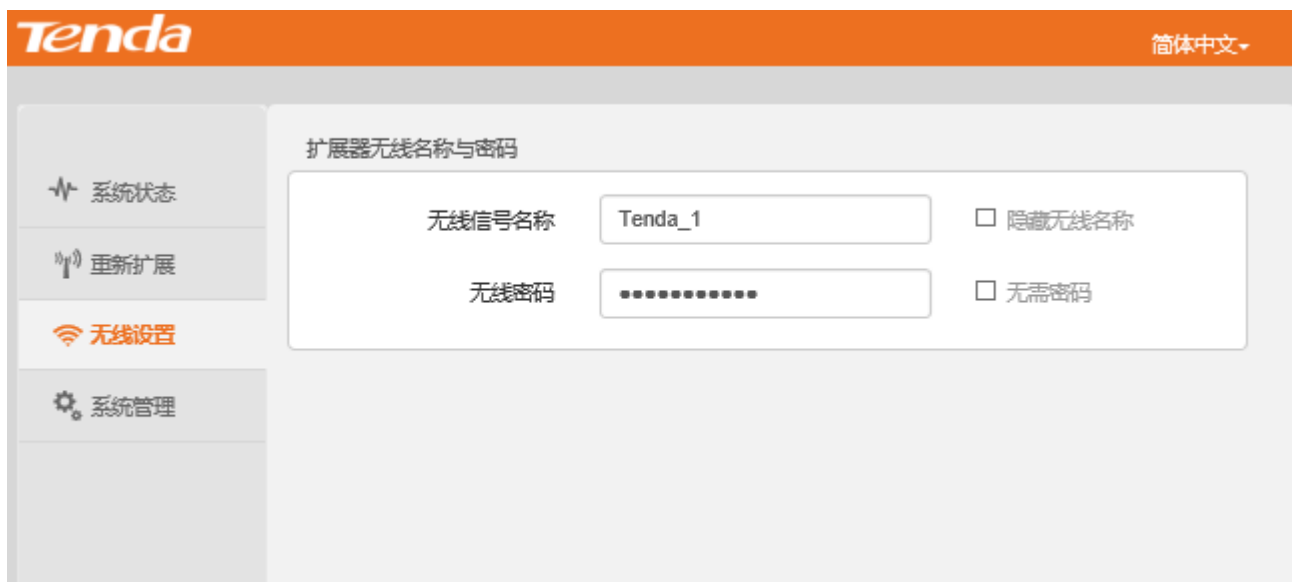 Tenda
简体中文
系统状态
重新扩展
无线设置
系统管理
扩展器无线名称与密码
无线信号名称 Tenda_1 隐藏无线名称
无线密码 ••••••••••• 无需密码